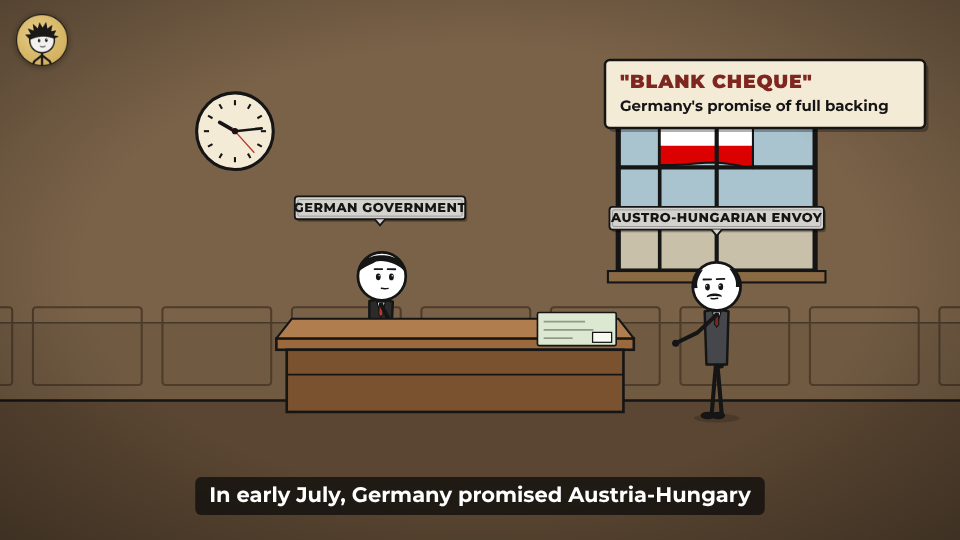 "BLANK CHEQUE"
Germany's promise of full backing
GERMAN GOVERNMENT
AUSTRO-HUNGARIAN ENVOY
In early July, Germany promised Austria-Hungary